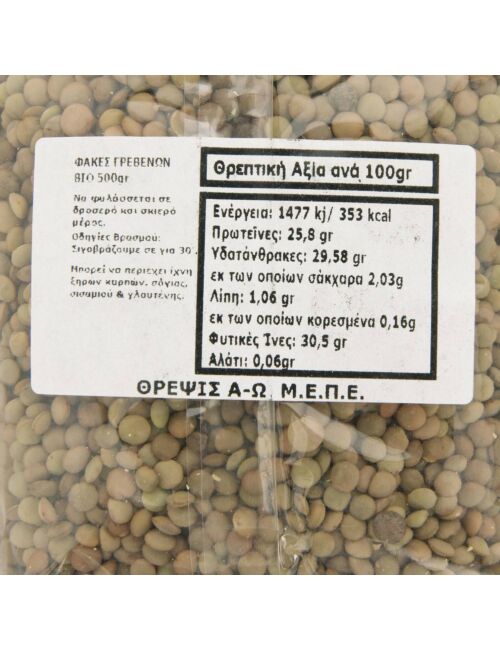 ΦΑΚΕΣ ΓΡΕΒΕΝΩΝ
ΒΙΟ 500gr
Να φυλάσσεται σε
δροσερό και σκιερό
μέρος.
Οδηγίες Βρασμού:
Σιγοβράζουμε σε για 30'
Μπορεί να περιέχει ίχνη
ξηρών καρπών, σόγιας,
σισαμιού & γλουτένης.
Θρεπτική Αξία ανά 100gr
Ενέργεια: 1477 kj/ 353 kcal
Πρωτεΐνες: 25,8 gr
Υδατάνθρακες: 29,58 gr
εκ των οποίων σάκχαρα 2,03g
Λίπη: 1,06 gr
εκ των οποίων κορεσμένα 0,16g
Φυτικές Ίνες: 30,5 gr
Αλάτι: 0,06gr
ΘΡΕΨΙΣ Α-Ω Μ.Ε.Π.Ε.